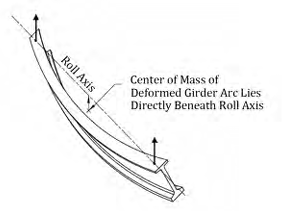 Roll Axis
Center of Mass of
Deformed Girder Arc Lies
Directly Beneath Roll Axis